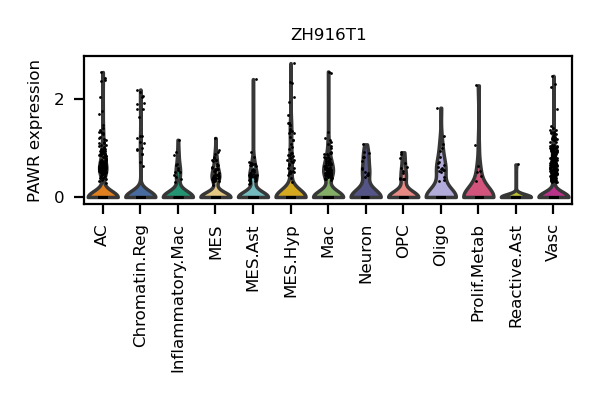 ZH916T1
PAWR expression
2
0
AC
Chromatin.Reg
Inflammatory.Mac
MES
MES.Ast
MES.Hyp
Mac
Neuron
OPC
Oligo
Prolif.Metab
Reactive.Ast
Vasc